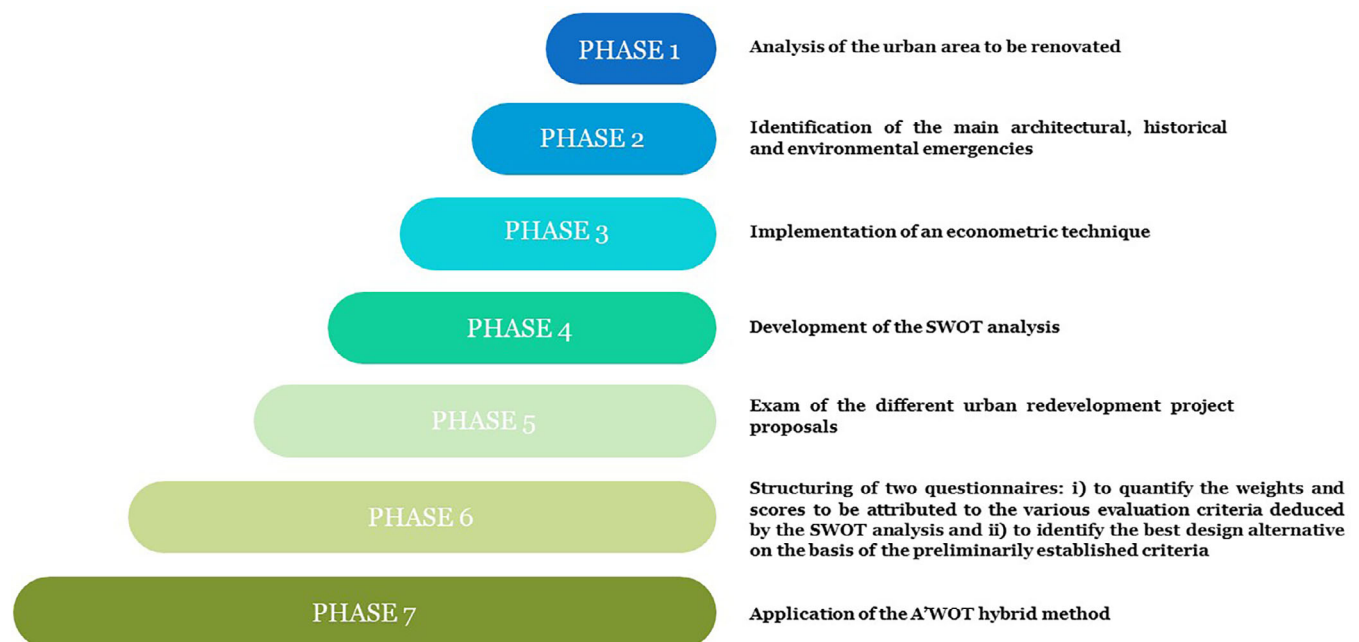 PHASE 1
Analysis of the urban area to be renovated
PHASE 2
Identification of the main architectural, historical
and environmental emergencies
PHASE 3
Implementation of an econometric technique
PHASE 4
Development of the SWOT analysis
PHASE 5
Exam of the different urban redevelopment project
proposals
PHASE 6
Structuring of two questionnaires: i) to quantify the weights and
scores to be attributed to the various evaluation criteria deduced
by the SWOT analysis and ii) to identify the best design alternative
on the basis of the preliminarily established criteria
PHASE 7
Application of the A'WOT hybrid method